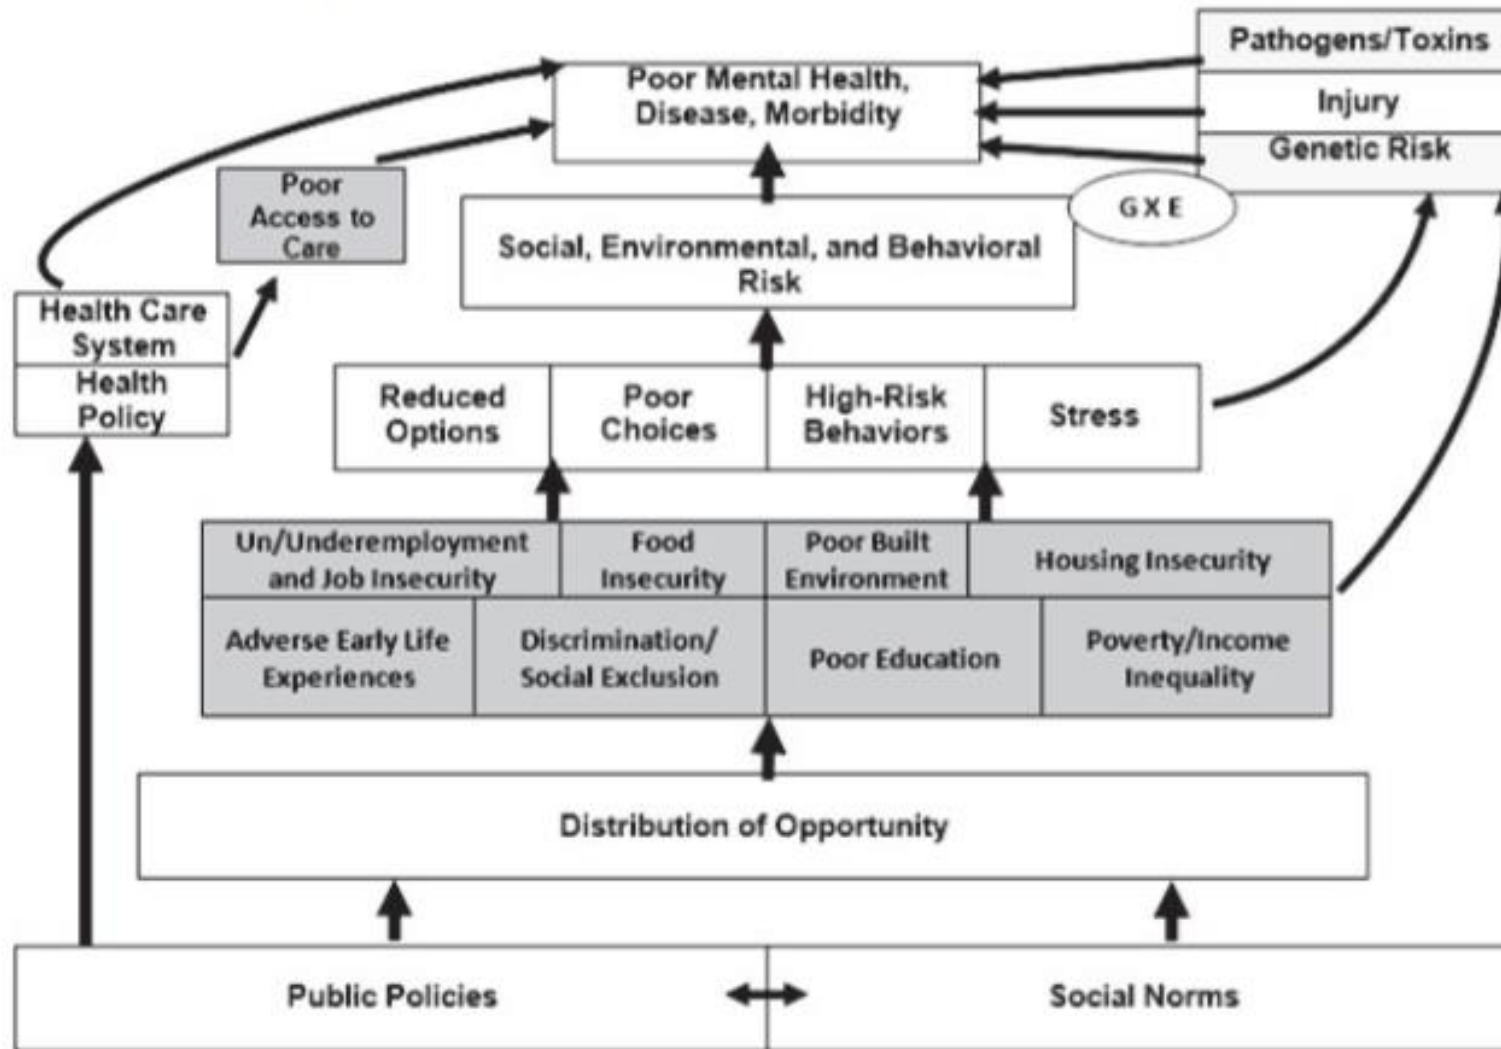 Pathogens/Toxins
Injury
Genetic Risk
Poor Mental Health,
Disease, Morbidity
Poor
Access to
Care
G X E
Social, Environmental, and Behavioral
Risk
Health Care
System
Health
Policy
Reduced
Options
Poor
Choices
High-Risk
Behaviors
Stress
Un/Underemployment
and Job Insecurity
Food
Insecurity
Poor Built
Environment
Housing Insecurity
Adverse Early Life
Experiences
Discrimination/
Social Exclusion
Poor Education
Poverty/Income
Inequality
Distribution of Opportunity
Public Policies
Social Norms